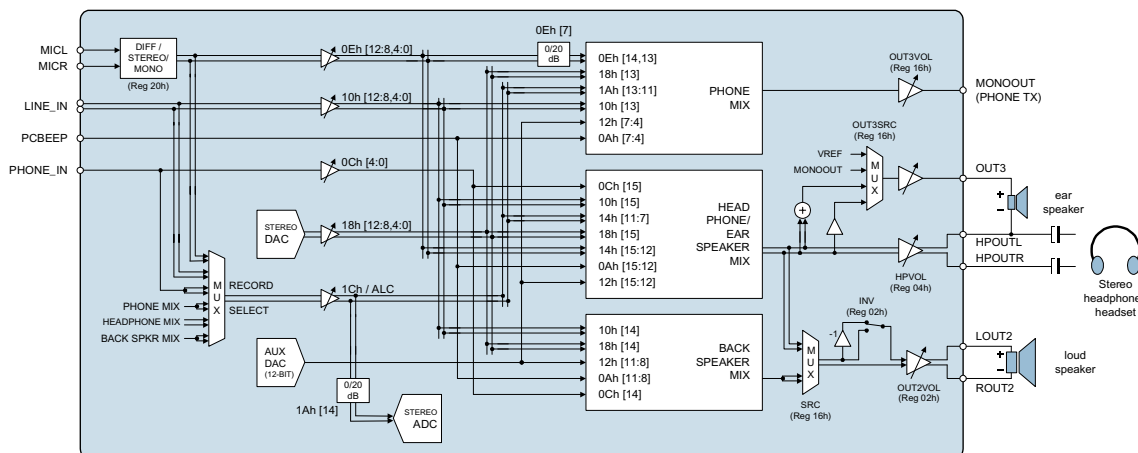 MICL
MICR
LINE_IN
PCBEEP
PHONE_IN
DIFF /
STEREO/
MONO
(Reg 20h)
0Eh [12:8,4:0]
10h [12:8,4:0]
0Ch [4:0]
STEREO
DAC
18h [12:8,4:0]
M
U
X
RECORD
SELECT
PHONE MIX
HEADPHONE MIX
BACK SPKR MIX
1Ch / ALC
AUX
DAC
(12-BIT)
0/20
dB
1Ah [14]
STEREO
ADC
0Eh [7]
0/20
dB
0Eh [14,13]
18h [13]
1Ah [13:11]
10h [13]
12h [7:4]
0Ah [7:4]
PHONE
MIX
0Ch [15]
10h [15]
14h [11:7]
18h [15]
14h [15:12]
0Ah [15:12]
12h [15:12]
HEAD
PHONE/
EAR
SPEAKER
MIX
10h [14]
18h [14]
12h [11:8]
0Ah [11:8]
0Ch [14]
BACK
SPEAKER
MIX
OUT3VOL
(Reg 16h)
MONOOUT
(PHONE TX)
OUT3SRC
(Reg 16h)
VREF
MONOOUT
M
U
X
+
OUT3
+
−
ear
speaker
HPOUTL
HPOUTR
HPVOL
(Reg 04h)
Stereo
headphone
headset
INV
(Reg 02h)
-1
M
U
X
SRC
(Reg 16h)
OUT2VOL
(Reg 02h)
LOUT2
+
−
ROUT2
loud
speaker